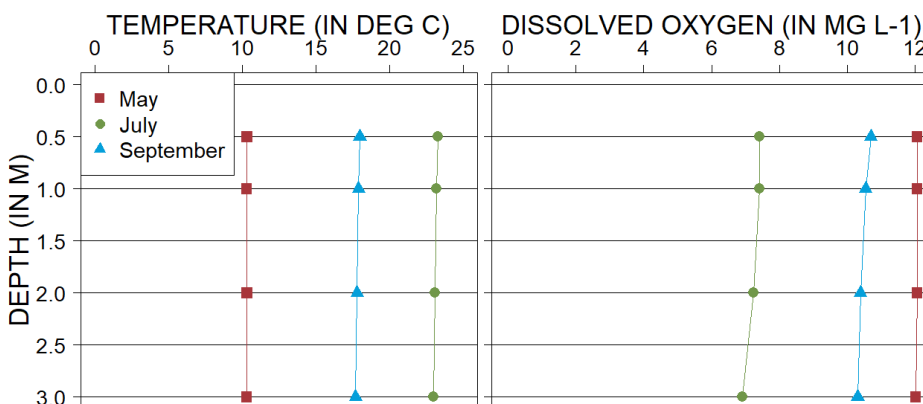 TEMPERATURE (IN DEG C)
0 5 10 15 20 25
DISSOLVED OXYGEN (IN MG L-1)
0 2 4 6 8 10 12
DEPTH (IN M)
0.0
0.5
1.0
1.5
2.0
2.5
3.0
May
July
September